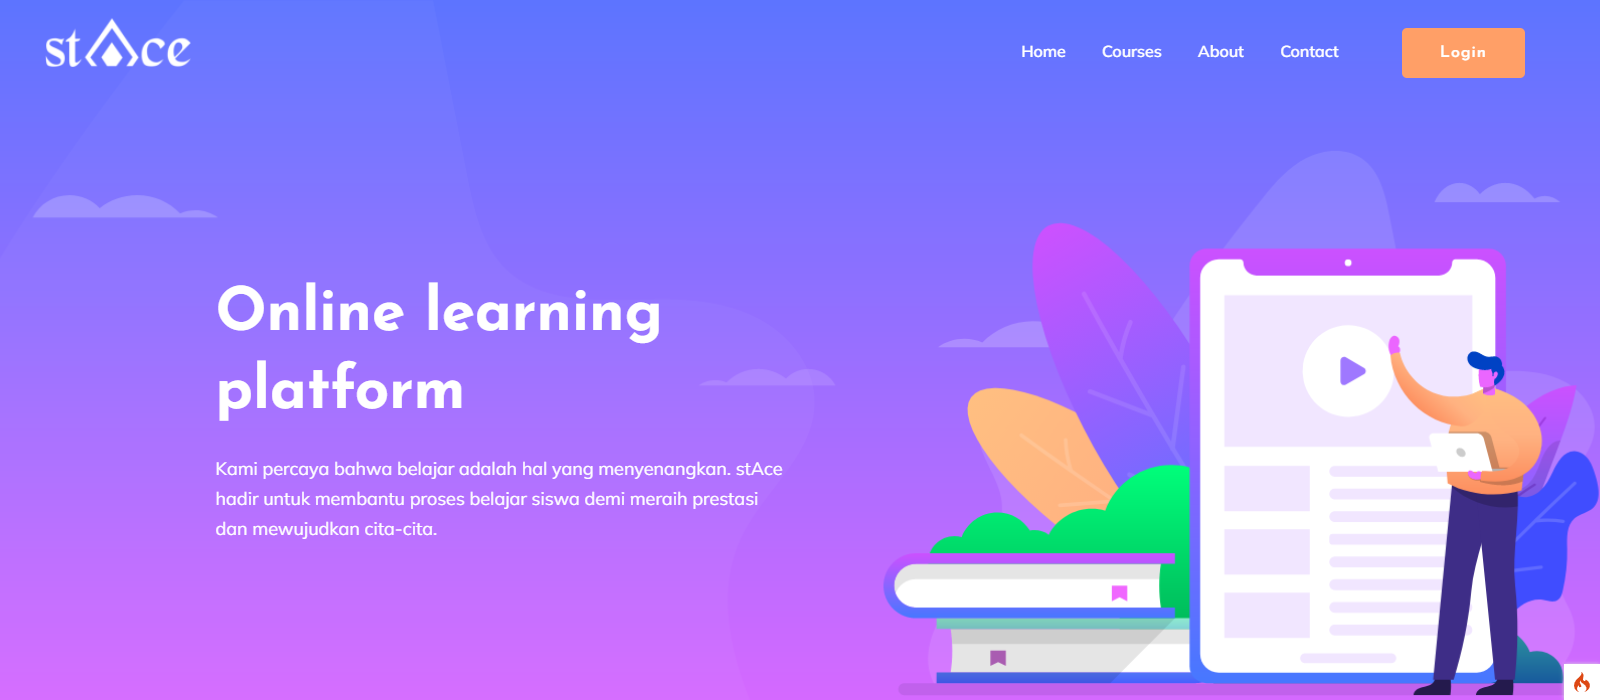 stAce
Home Courses About Contact Login
Online learning
platform
Kami percaya bahwa belajar adalah hal yang menyenangkan. stAce
hadir untuk membantu proses belajar siswa demi meraih prestasi
dan mewujudkan cita-cita.